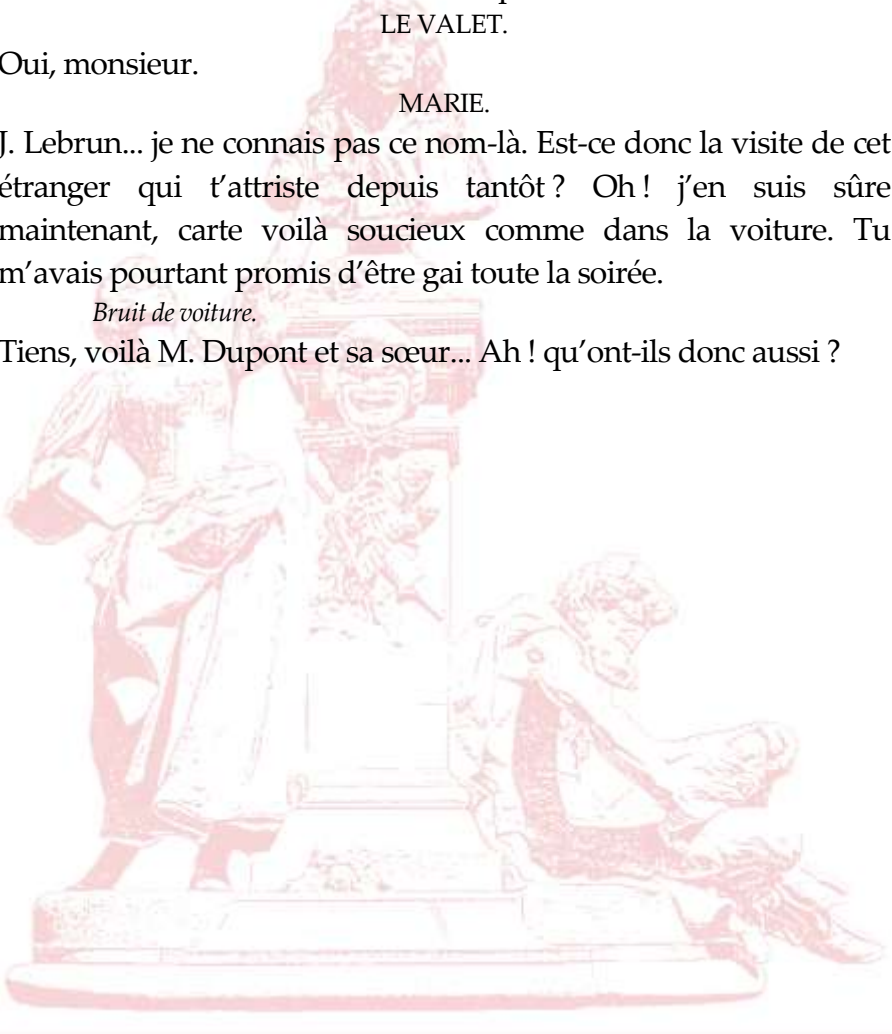 LE VALET.
Oui, monsieur.
MARIE.
J. Lebrun... je ne connais pas ce nom-là. Est-ce donc la visite de cet
étranger qui t’attriste depuis tantôt ? Oh ! j’en suis sûre
maintenant, carte voilà soucieux comme dans la voiture. Tu
m’avais pourtant promis d’être gai toute la soirée.
Bruit de voiture.
Tiens, voilà M. Dupont et sa sœur... Ah ! qu’ont-ils donc aussi ?